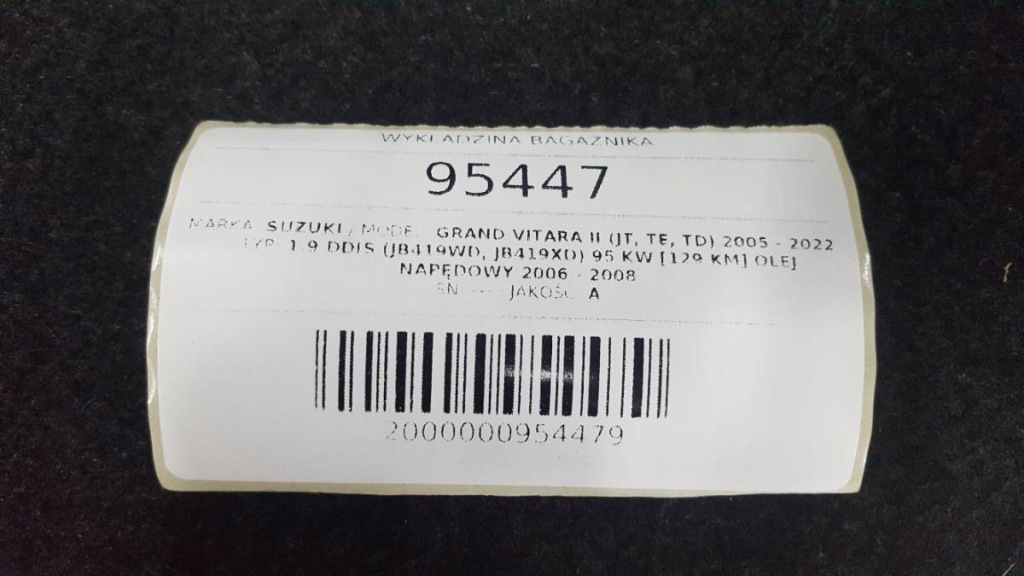 WYKŁADZINA BAGAŻNIKA
95447
MARKA: SUZUKI / MODEL: GRAND VITARA II (JT, TE, TD) 2005 - 2022
TYP: 1.9 DDIS (JB419WD, JB419XD) 95 KW [129 KM] OLEJ
NAPĘDOWY 2006 - 2008
SN: --- JAKOŚĆ: A
2000000954479